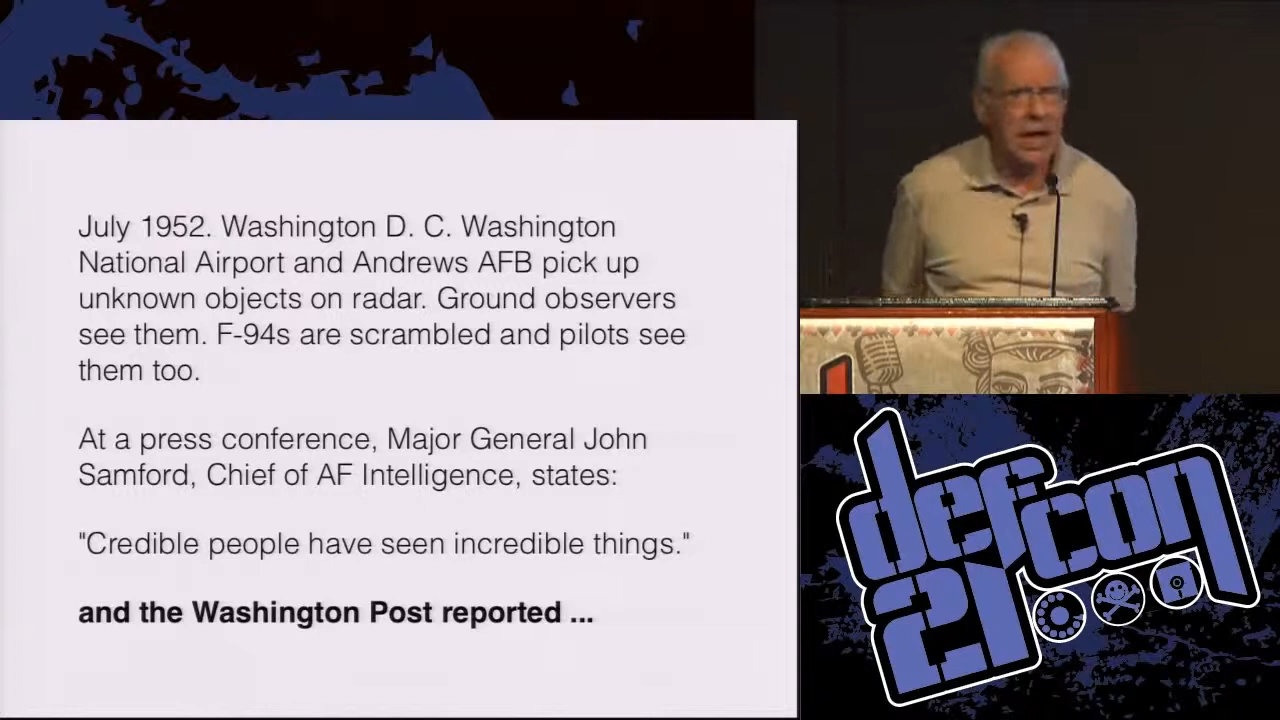 July 1952. Washington D. C. Washington
National Airport and Andrews AFB pick up
unknown objects on radar. Ground observers
see them. F-94s are scrambled and pilots see
them too.
At a press conference, Major General John
Samford, Chief of AF Intelligence, states:
"Credible people have seen incredible things."
and the Washington Post reported ...
defcon
21